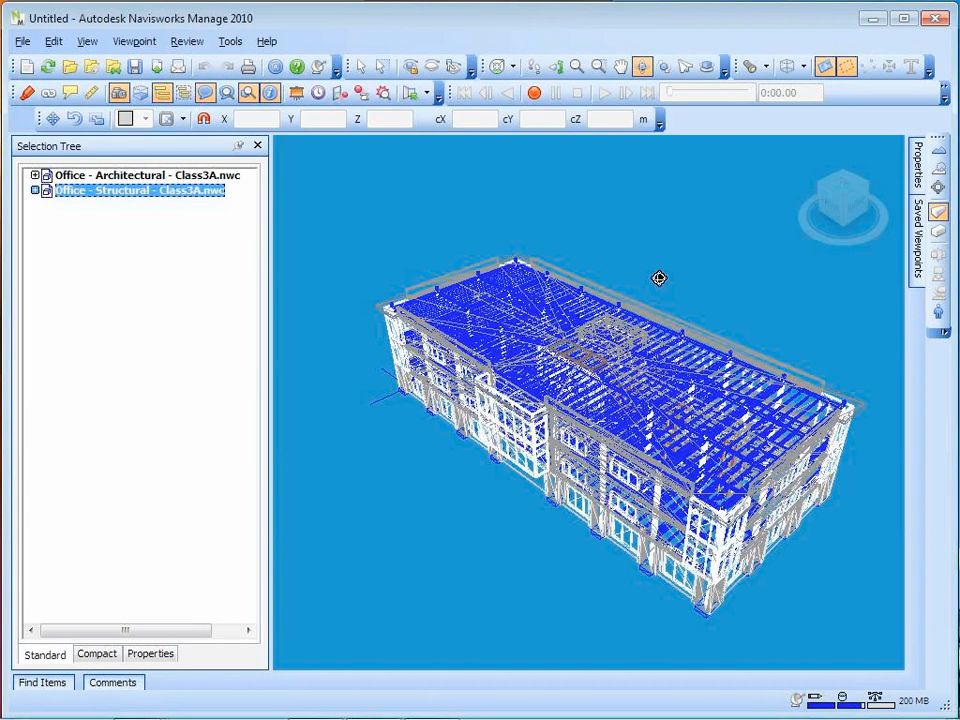 Untitled - Autodesk Navisworks Manage 2010
File Edit View Viewpoint Review Tools Help
0:00.00
X Y Z cX cY cZ m
Selection Tree
Office - Architectural - Class3A.nwc
Office - Structural - Class3A.nwc
Properties
Saved Viewpoints
Standard Compact Properties
Find Items Comments
200 MB